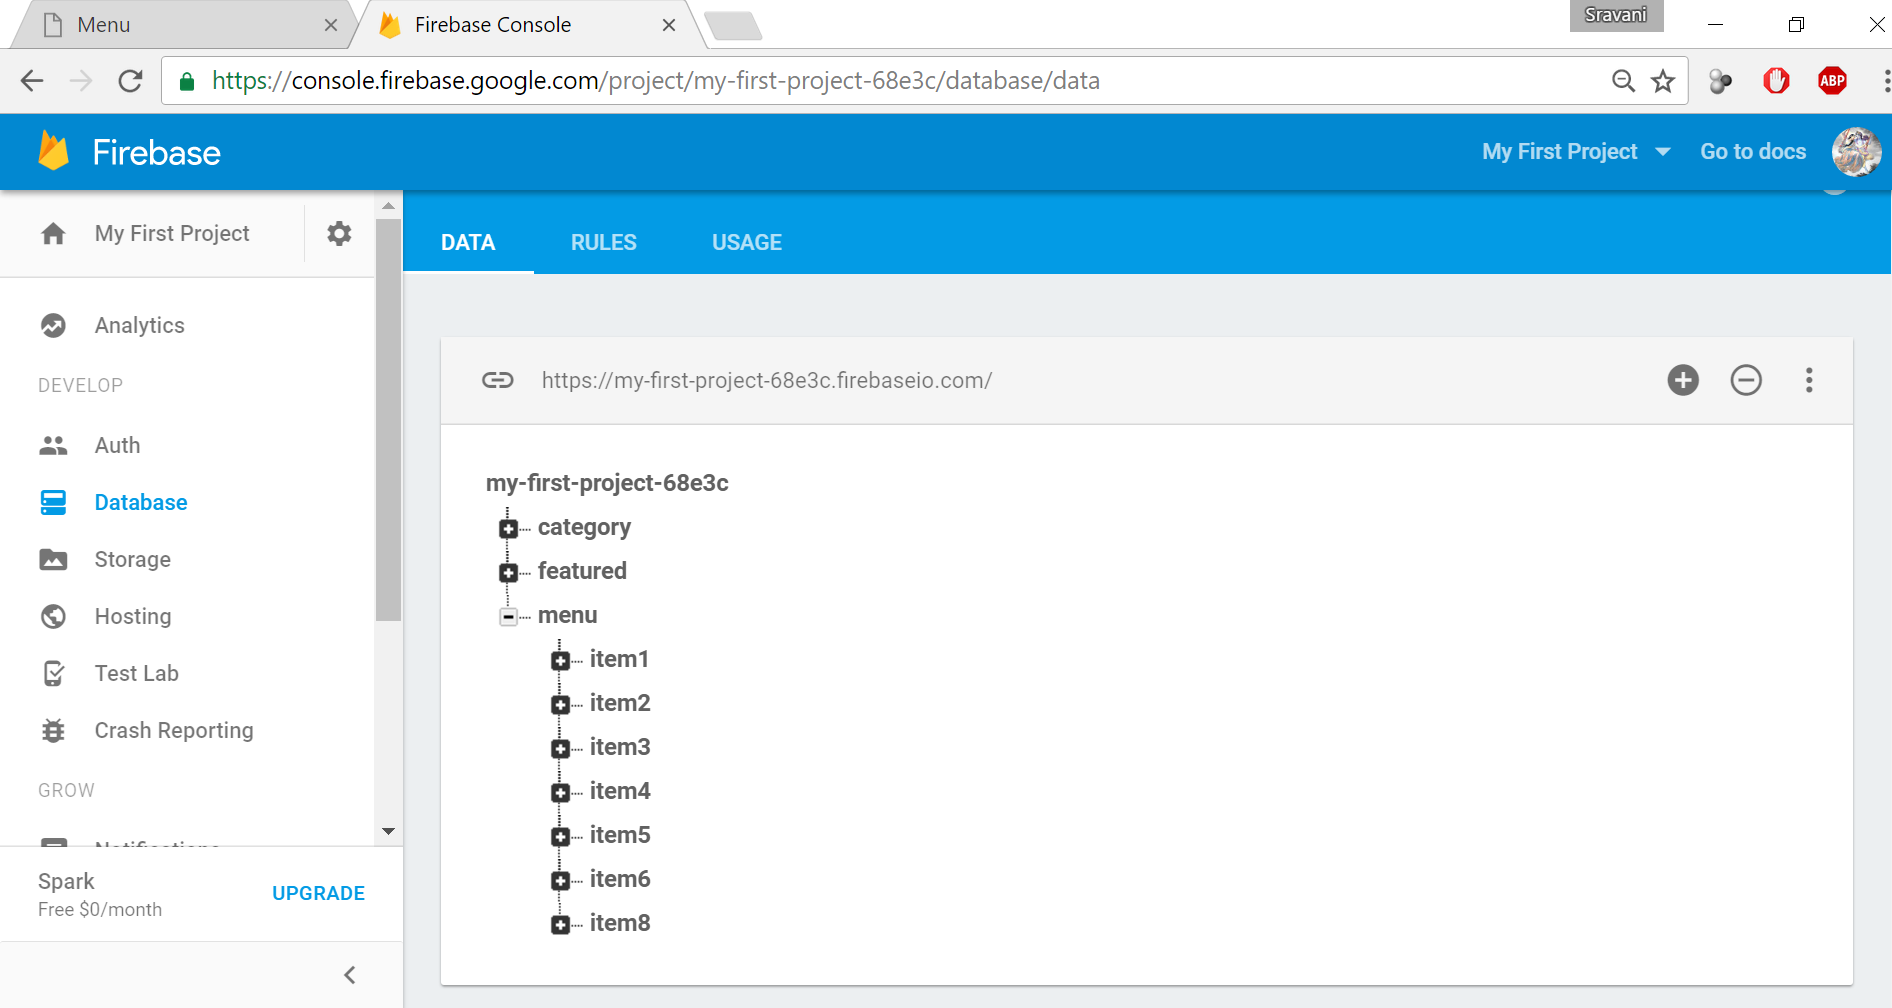 Menu
Firebase Console
Sravani
https://console.firebase.google.com/project/my-first-project-68e3c/database/data
ABP
Firebase
My First Project
Go to docs
My First Project
DATA
RULES
USAGE
Analytics
DEVELOP
Auth
Database
Storage
Hosting
Test Lab
Crash Reporting
GROW
Notifications
Spark
Free $0/month
UPGRADE
https://my-first-project-68e3c.firebaseio.com/
my-first-project-68e3c
category
featured
menu
item1
item2
item3
item4
item5
item6
item8